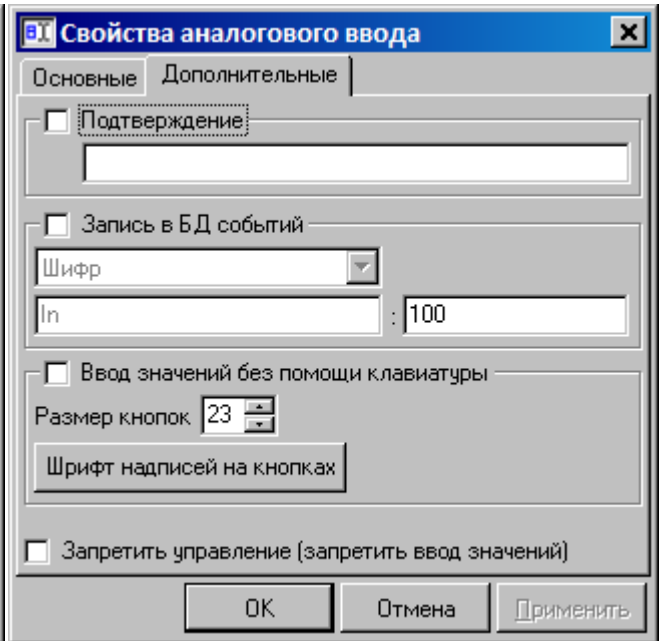 Свойства аналогового ввода
Основные Дополнительные
Подтверждение
Запись в БД событий
Шифр
In : 100
Ввод значений без помощи клавиатуры
Размер кнопок 23
Шрифт надписей на кнопках
Запретить управление (запретить ввод значений)
OK Отмена Применить